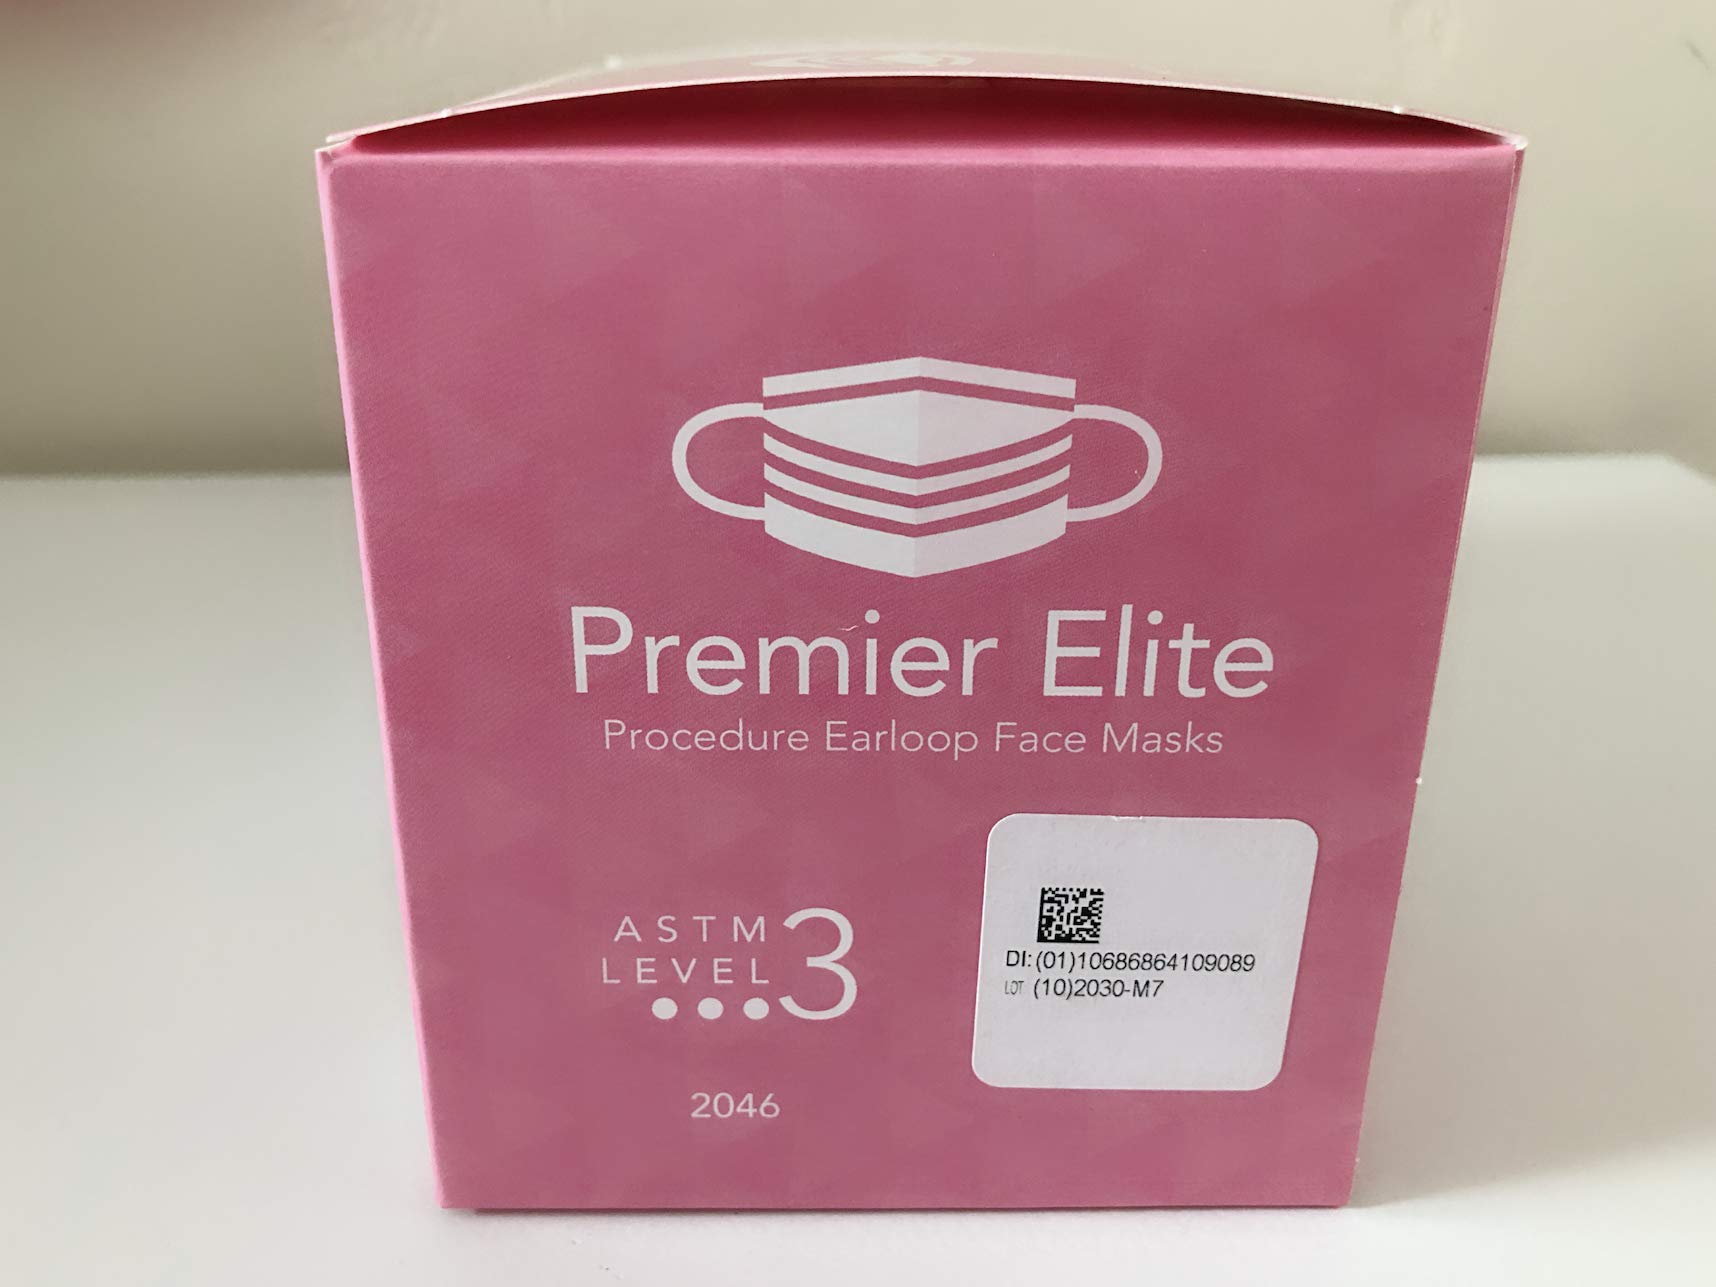 Premier Elite
Procedure Earloop Face Masks
ASTM
LEVEL 3
2046
DI:(01)10686864109089
LOT (10)2030-M7